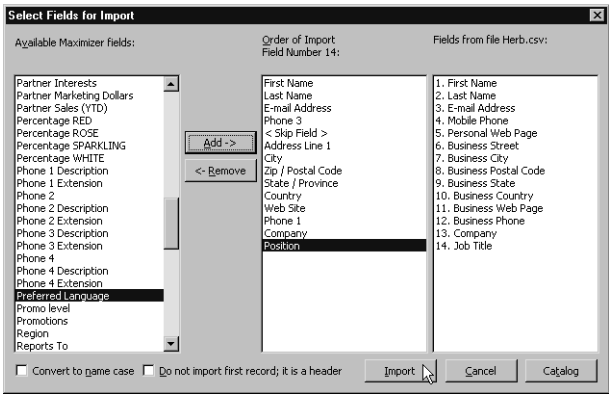 Select Fields for Import
Available Maximizer fields:
Order of Import
Field Number 14:
Fields from file Herb.csv:
Partner Interests
Partner Marketing Dollars
Partner Sales (YTD)
Percentage RED
Percentage ROSE
Percentage SPARKLING
Percentage WHITE
Phone 1 Description
Phone 1 Extension
Phone 2
Phone 2 Description
Phone 2 Extension
Phone 3 Description
Phone 3 Extension
Phone 4
Phone 4 Description
Phone 4 Extension
Preferred Language
Promo level
Promotions
Region
Reports To
Add ->
<- Remove
First Name
Last Name
E-mail Address
Phone 3
< Skip Field >
Address Line 1
City
Zip / Postal Code
State / Province
Country
Web Site
Phone 1
Company
Position
1. First Name
2. Last Name
3. E-mail Address
4. Mobile Phone
5. Personal Web Page
6. Business Street
7. Business City
8. Business Postal Code
9. Business State
10. Business Country
11. Business Web Page
12. Business Phone
13. Company
14. Job Title
Convert to name case
Do not import first record; it is a header
Import
Cancel
Catalog